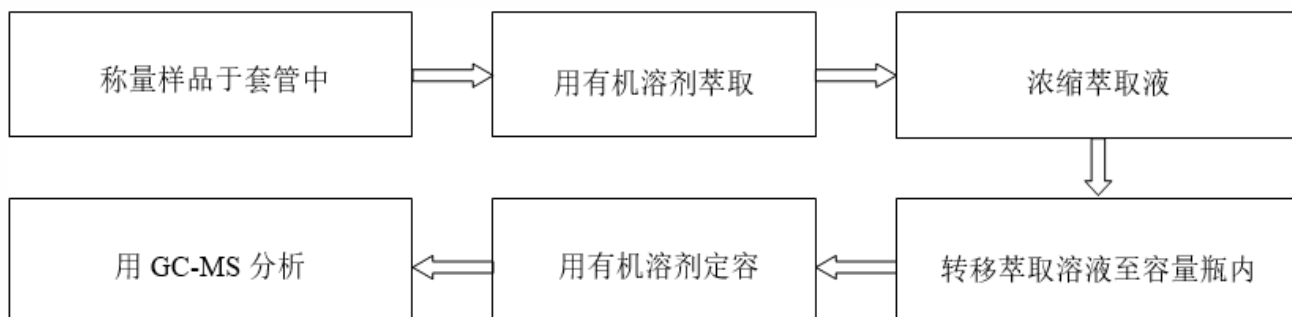 称量样品于套管中
用有机溶剂萃取
浓缩萃取液
转移萃取溶液至容量瓶内
用有机溶剂定容
用 GC-MS 分析